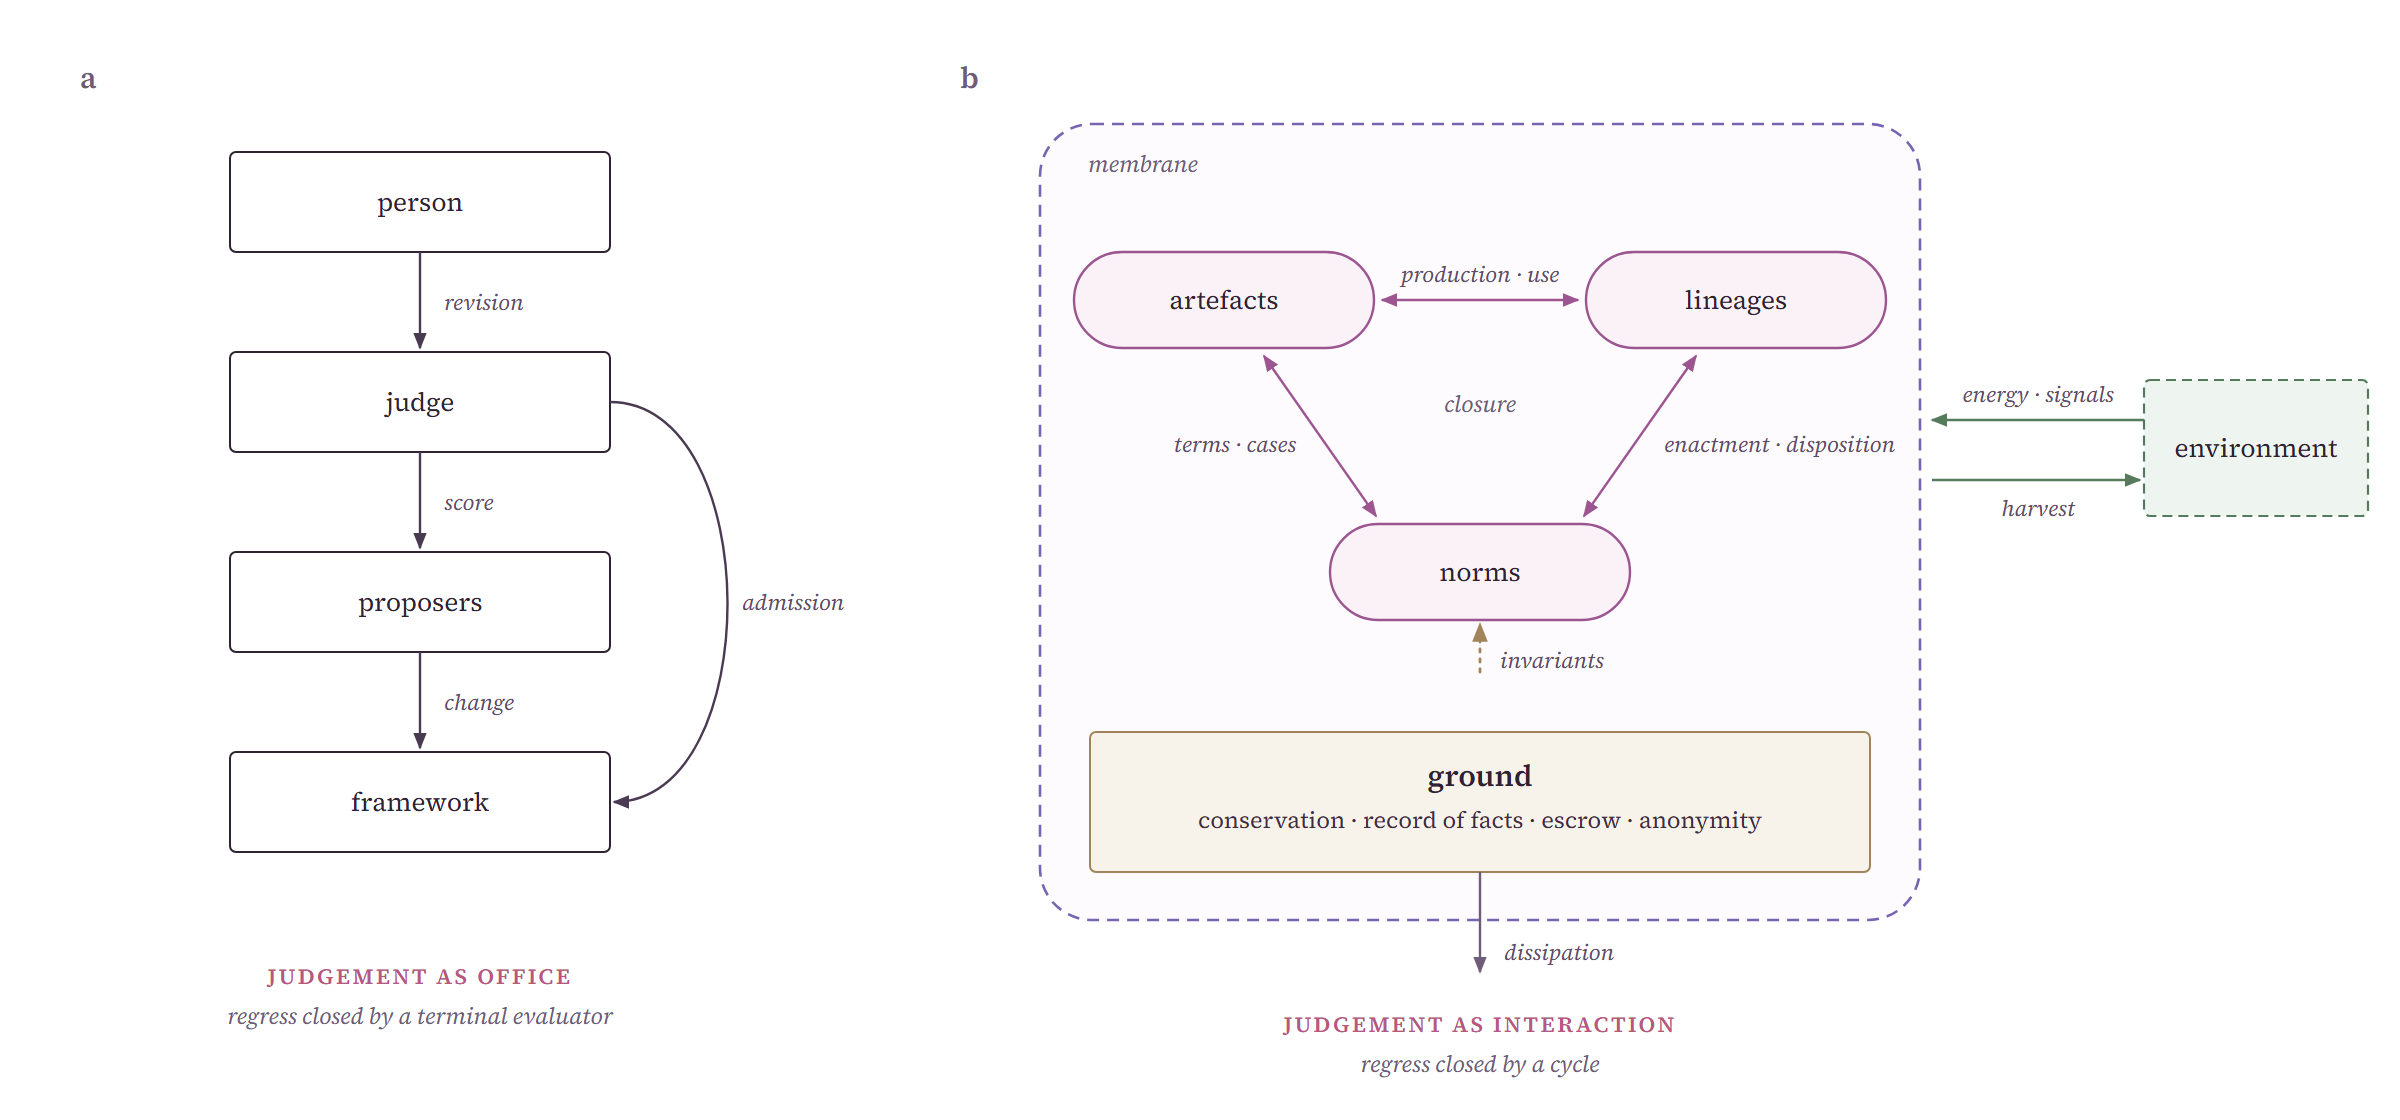 a
person
revision
judge
score
proposers
admission
change
framework
JUDGEMENT AS OFFICE
regress closed by a terminal evaluator
b
membrane
artefacts
production · use
lineages
closure
terms · cases
enactment · disposition
norms
invariants
ground
conservation · record of facts · escrow · anonymity
dissipation
energy · signals
environment
harvest
JUDGEMENT AS INTERACTION
regress closed by a cycle